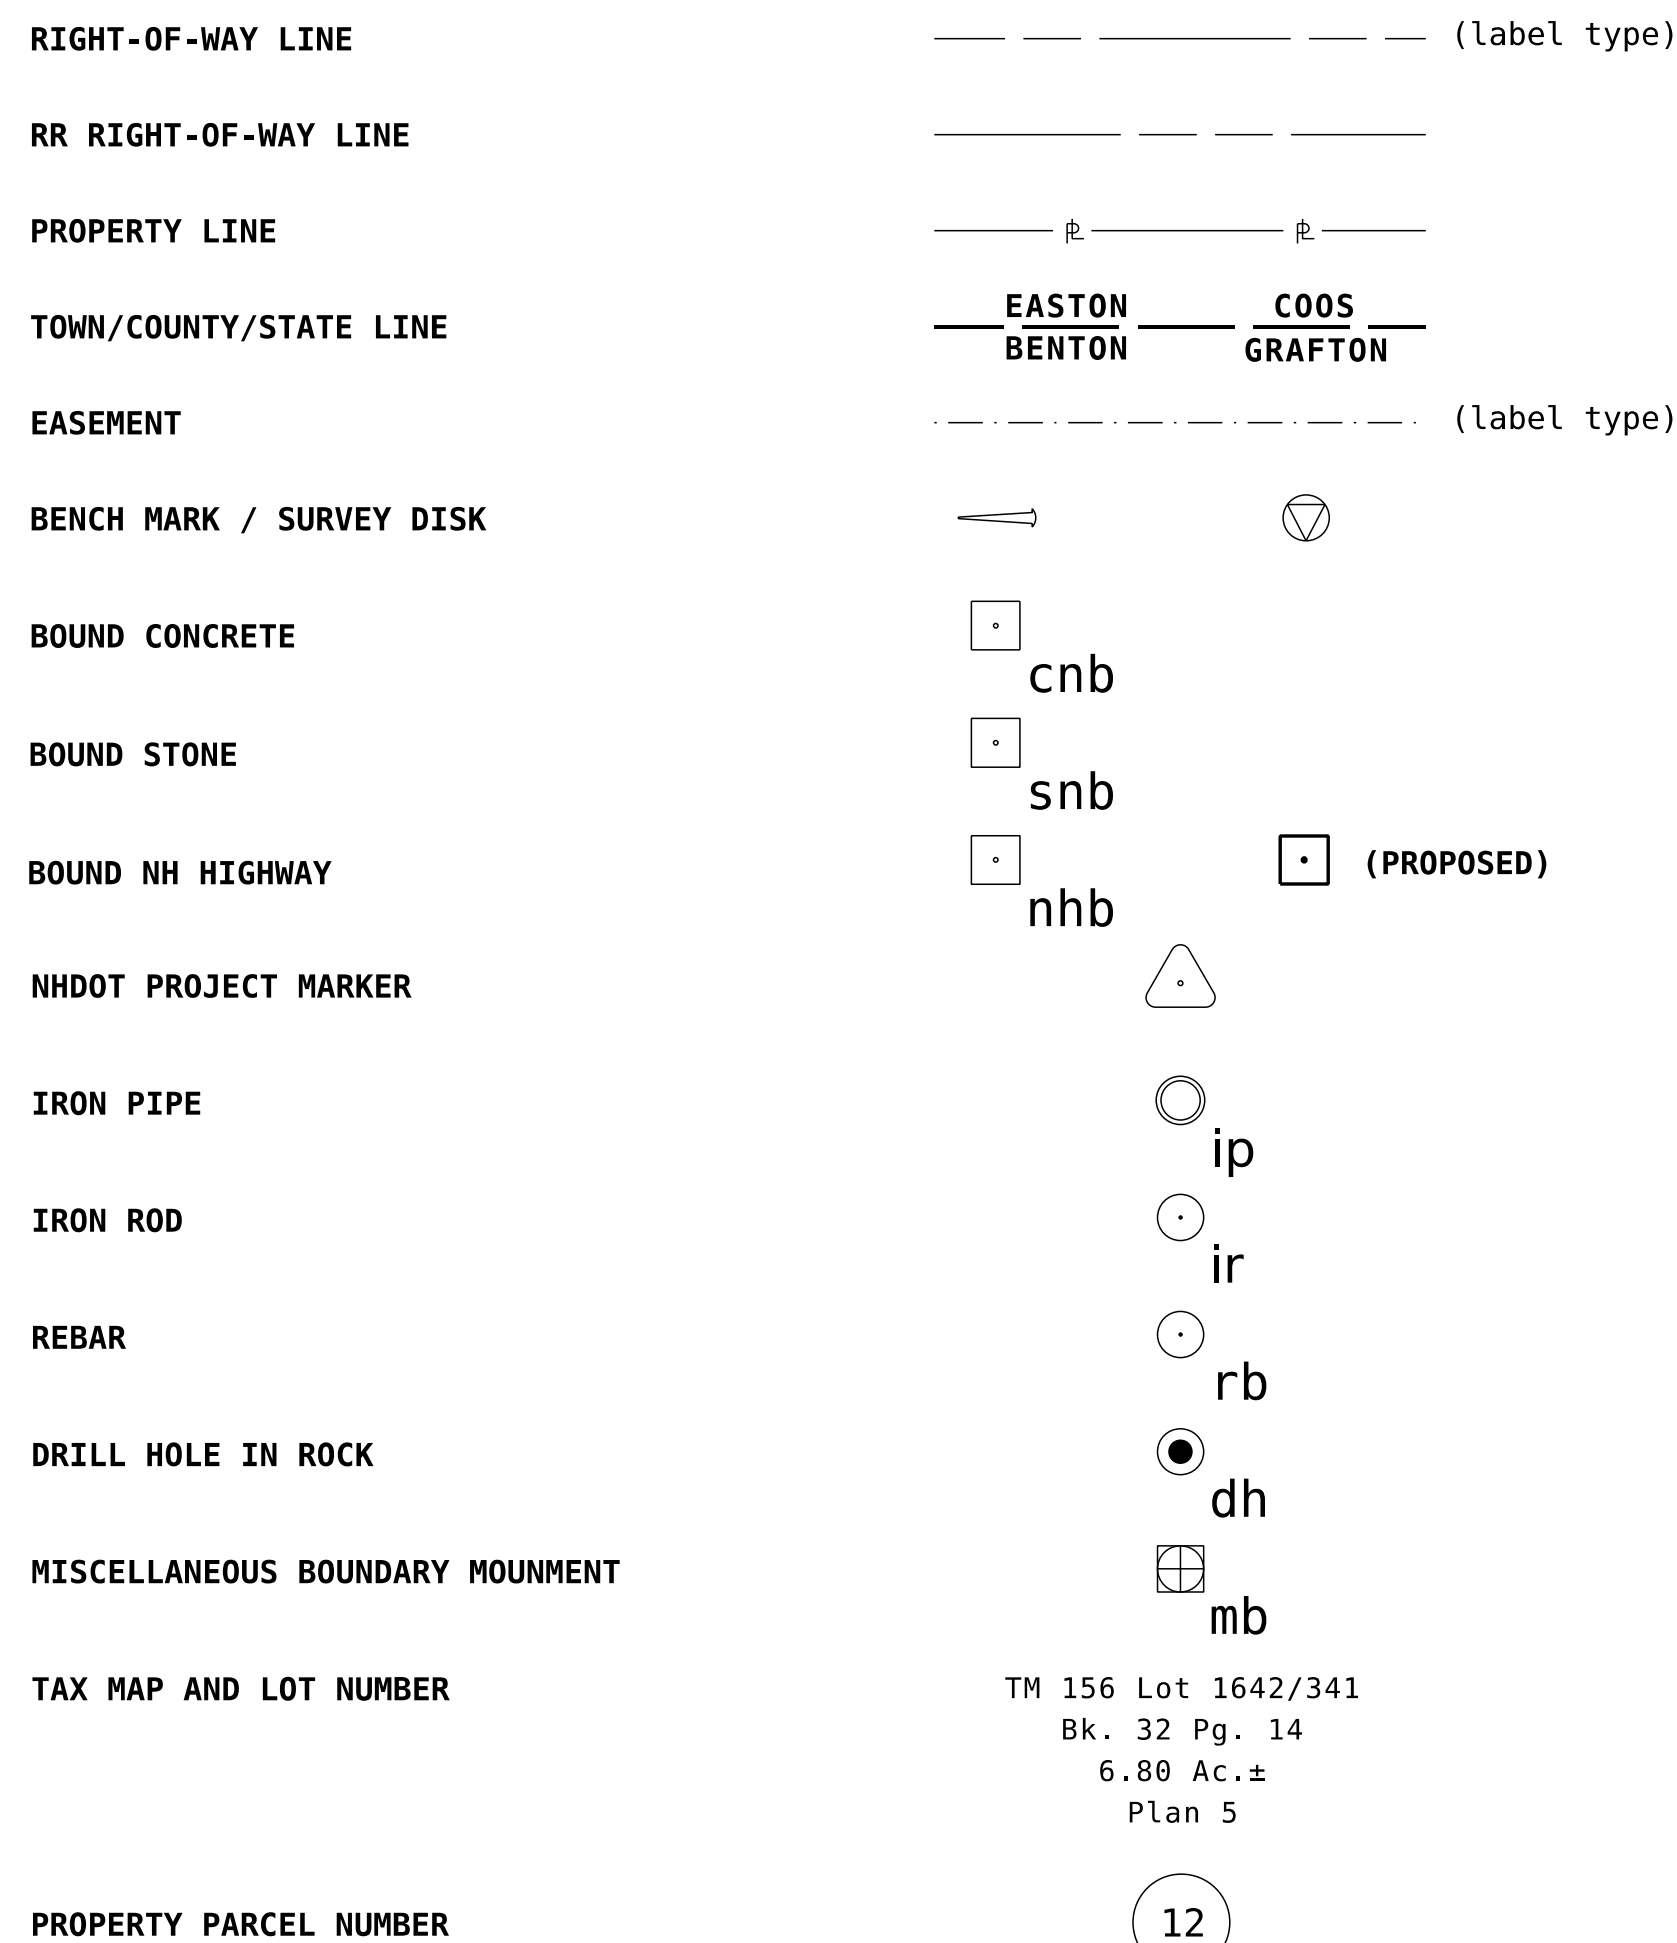 RIGHT-OF-WAY LINE (label type)
RR RIGHT-OF-WAY LINE
PROPERTY LINE PL PL
TOWN/COUNTY/STATE LINE EASTON COOS
BENTON GRAFTON
EASEMENT (label type)
BENCH MARK / SURVEY DISK
BOUND CONCRETE
cnb
BOUND STONE
snb
BOUND NH HIGHWAY (PROPOSED)
nhb
NHDOT PROJECT MARKER
IRON PIPE
ip
IRON ROD
ir
REBAR
rb
DRILL HOLE IN ROCK
dh
MISCELLANEOUS BOUNDARY MOUNMENT
mb
TAX MAP AND LOT NUMBER TM 156 Lot 1642/341
Bk. 32 Pg. 14
6.80 Ac.±
Plan 5
PROPERTY PARCEL NUMBER 12